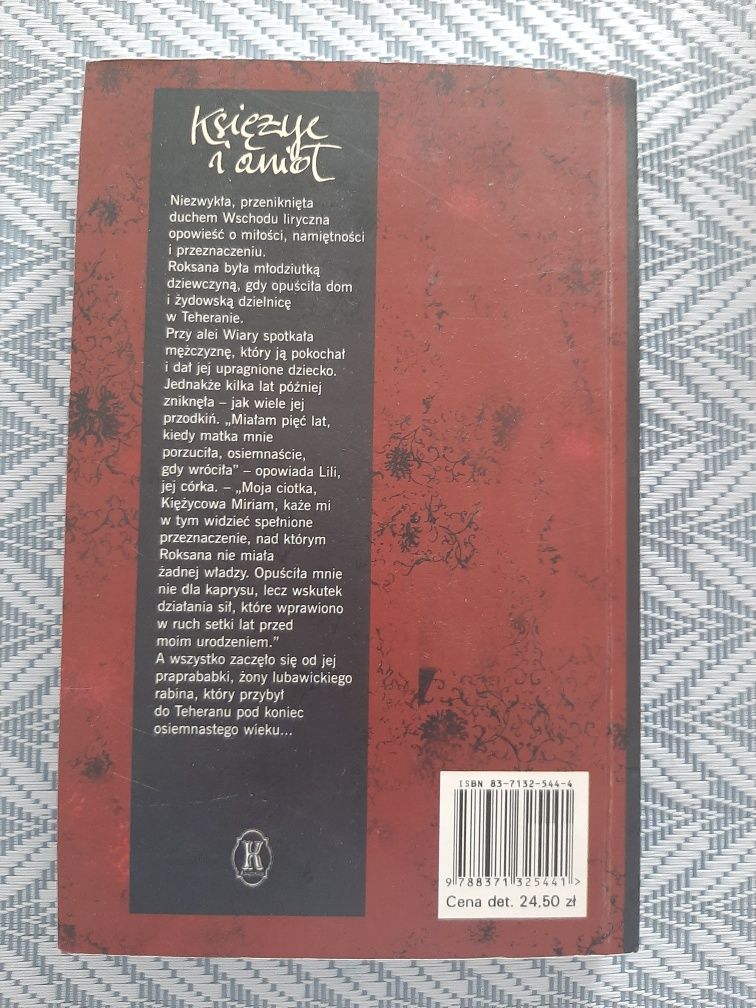 Księżyc
i anioł
Niezwykła, przeniknięta
duchem Wschodu liryczna
opowieść o miłości, namiętności
i przeznaczeniu.
Roksana była młodziutką
dziewczyną, gdy opuściła dom
i żydowską dzielnicę
w Teheranie.
Przy alei Wiary spotkała
mężczyznę, który ją pokochał
i dał jej upragnione dziecko.
Jednakże kilka lat później
zniknęła – jak wiele jej
przodkiń. „Miałam pięć lat,
kiedy matka mnie
porzuciła, osiemnaście,
gdy wróciła” – opowiada Lili,
jej córka. – „Moja ciotka,
Kiężycowa Miriam, każe mi
w tym widzieć spełnione
przeznaczenie, nad którym
Roksana nie miała
żadnej władzy. Opuściła mnie
nie dla kaprysu, lecz wskutek
działania sił, które wprawiono
w ruch setki lat przed
moim urodzeniem.”
A wszystko zaczęło się od jej
praprababki, żony lubawickiego
rabina, który przybył
do Teheranu pod koniec
osiemnastego wieku...
K
ISBN 83-7132-544-4
9 788371 325441 >
Cena det. 24,50 zł